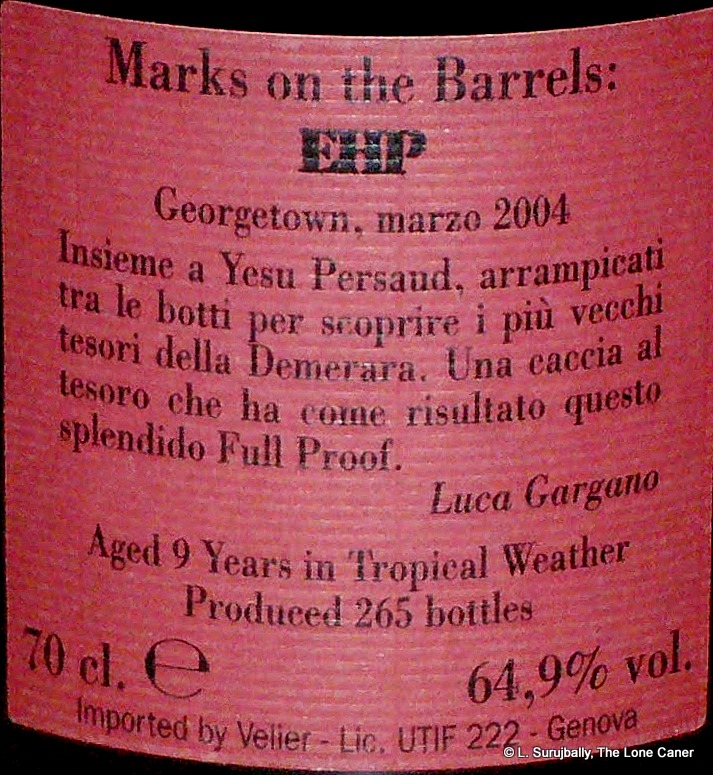 Marks on the Barrels:
EHP
Georgetown, marzo 2004
Insieme a Yesu Persaud, arrampicati
tra le botti per scoprire i più vecchi
tesori della Demerara. Una caccia al
tesoro che ha come risultato questo
splendido Full Proof.
Luca Gargano
Aged 9 Years in Tropical Weather
Produced 265 bottles
70 cl. ℮ 64,9% vol.
Imported by Velier - Lic. UTIF 222 - Genova
© L. Surujbally, The Lone Caner